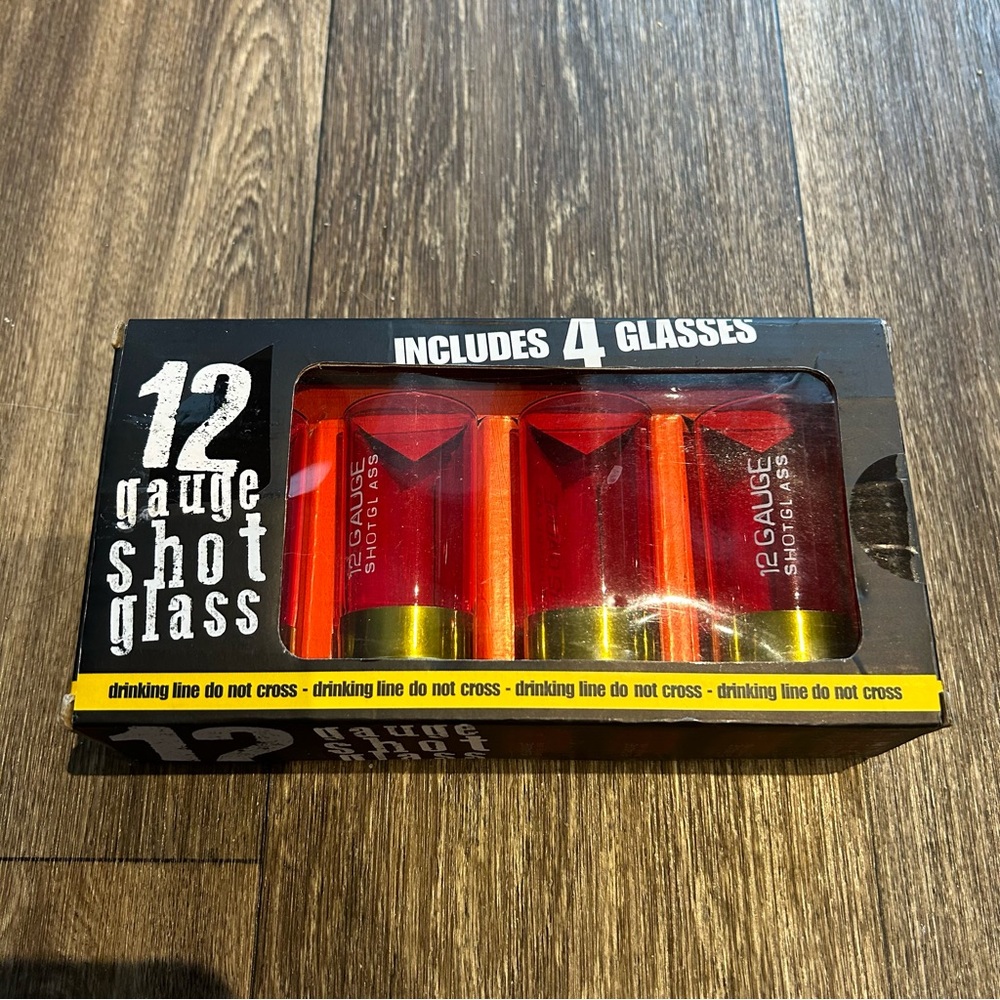 INCLUDES 4 GLASSES
12
gauge
shot
glass
12 GAUGE
SHOTGLASS
12 GAUGE
SHOTGLASS
drinking line do not cross - drinking line do not cross - drinking line do not cross - drinking line do not cross
12 gauge
shot
glass